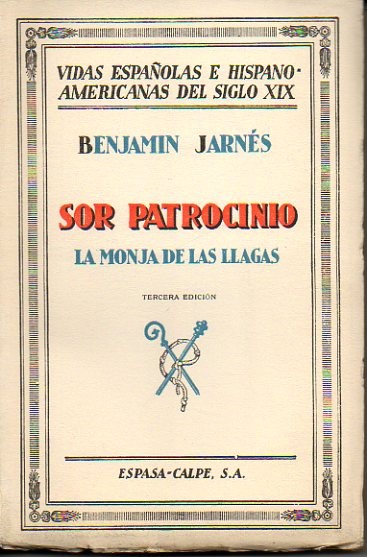 VIDAS ESPAÑOLAS E HISPANO-
AMERICANAS DEL SIGLO XIX
BENJAMIN JARNÉS
SOR PATROCINIO
LA MONJA DE LAS LLAGAS
TERCERA EDICIÓN
ESPASA-CALPE, S.A.